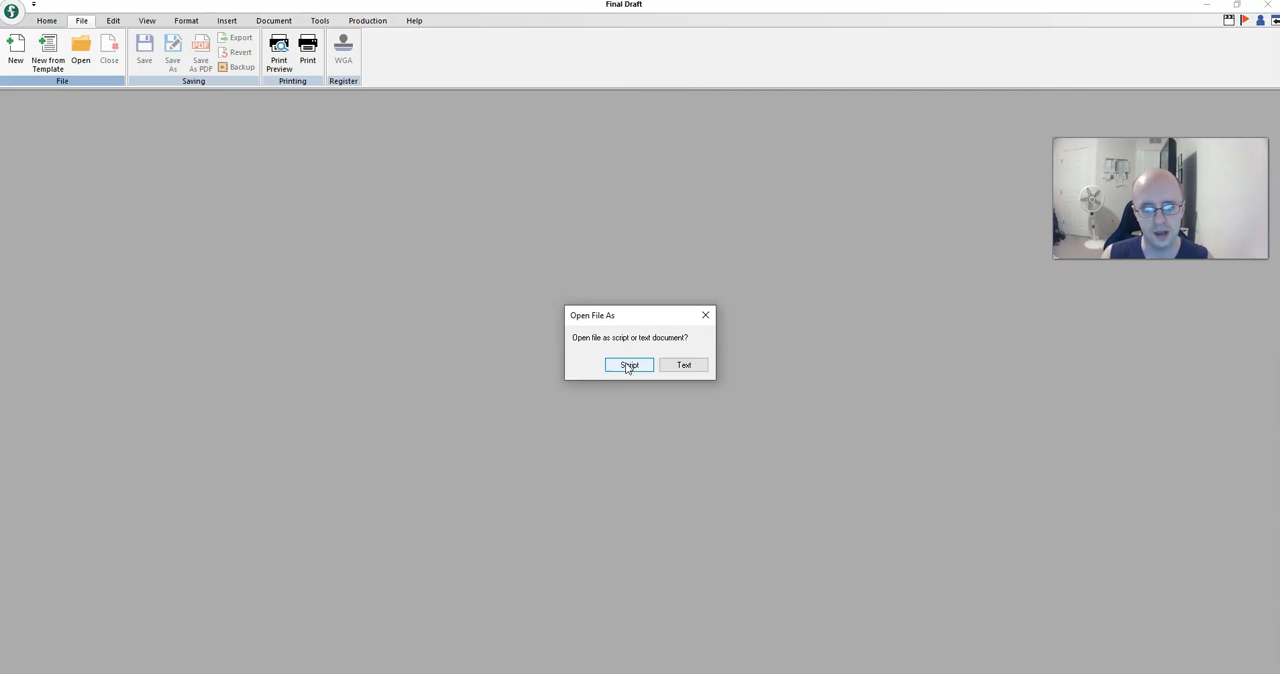 Final Draft
Home File Edit View Tools Format Insert Document Tools Production Help
New New from Template Open Close Save Save As Save As PDF Export Revert Backup Print Preview Print WGA
File Saving Printing Register
Open File As
Open file as script or text document?
Script Text